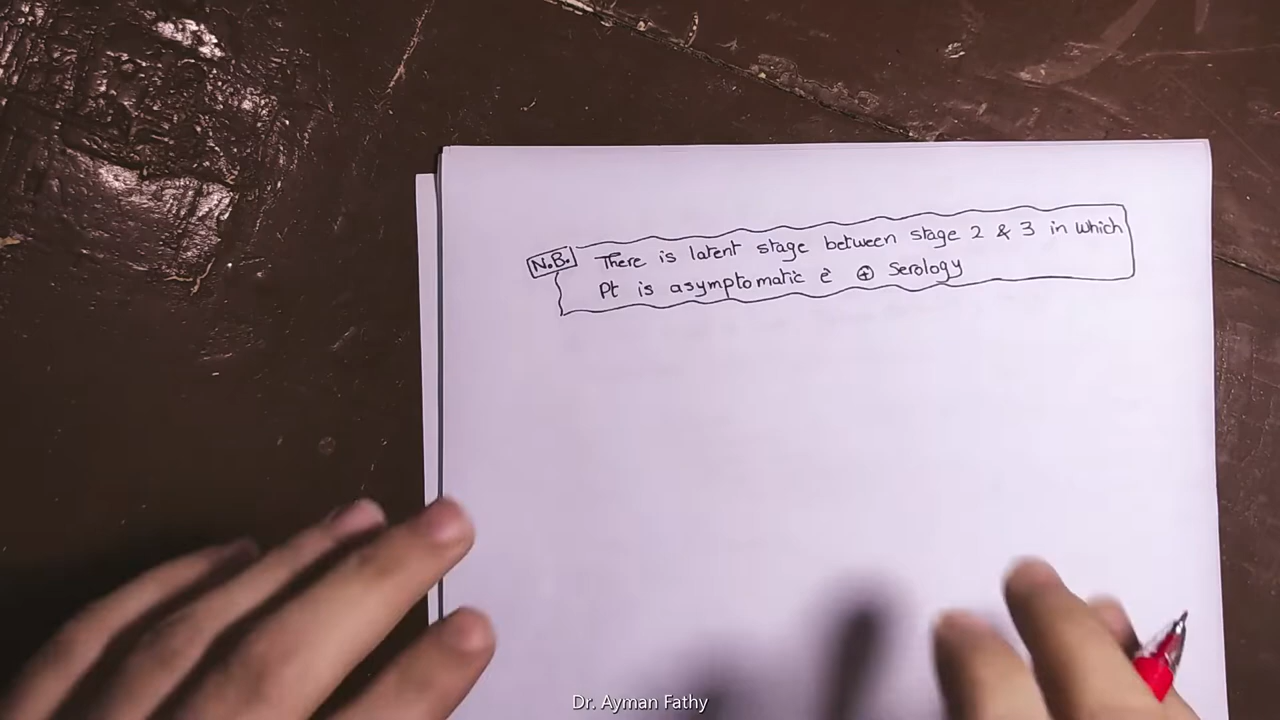 N.B. There is latent stage between stage 2 & 3 in which
Pt is asymptomatic c̄ ⊕ Serology
Dr. Ayman Fathy